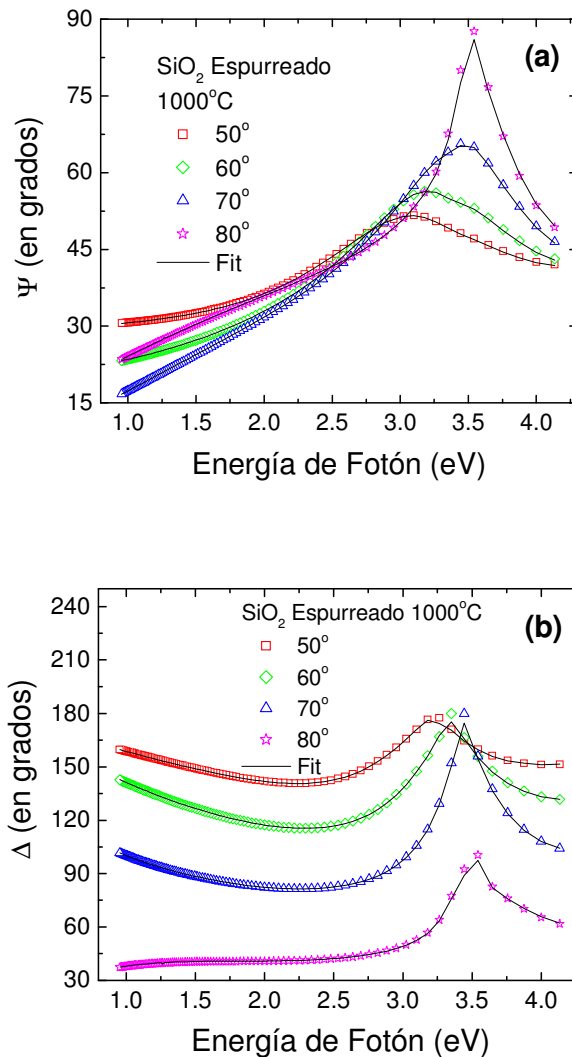 (a)
SiO2 Espurreado
1000°C
50°
60°
70°
80°
Fit
Ψ (en grados)
90
75
60
45
30
15
1.0 1.5 2.0 2.5 3.0 3.5 4.0
Energía de Fotón (eV)
(b)
SiO2 Espurreado 1000°C
50°
60°
70°
80°
Fit
Δ (en grados)
240
210
180
150
120
90
60
30
1.0 1.5 2.0 2.5 3.0 3.5 4.0
Energía de Fotón (eV)